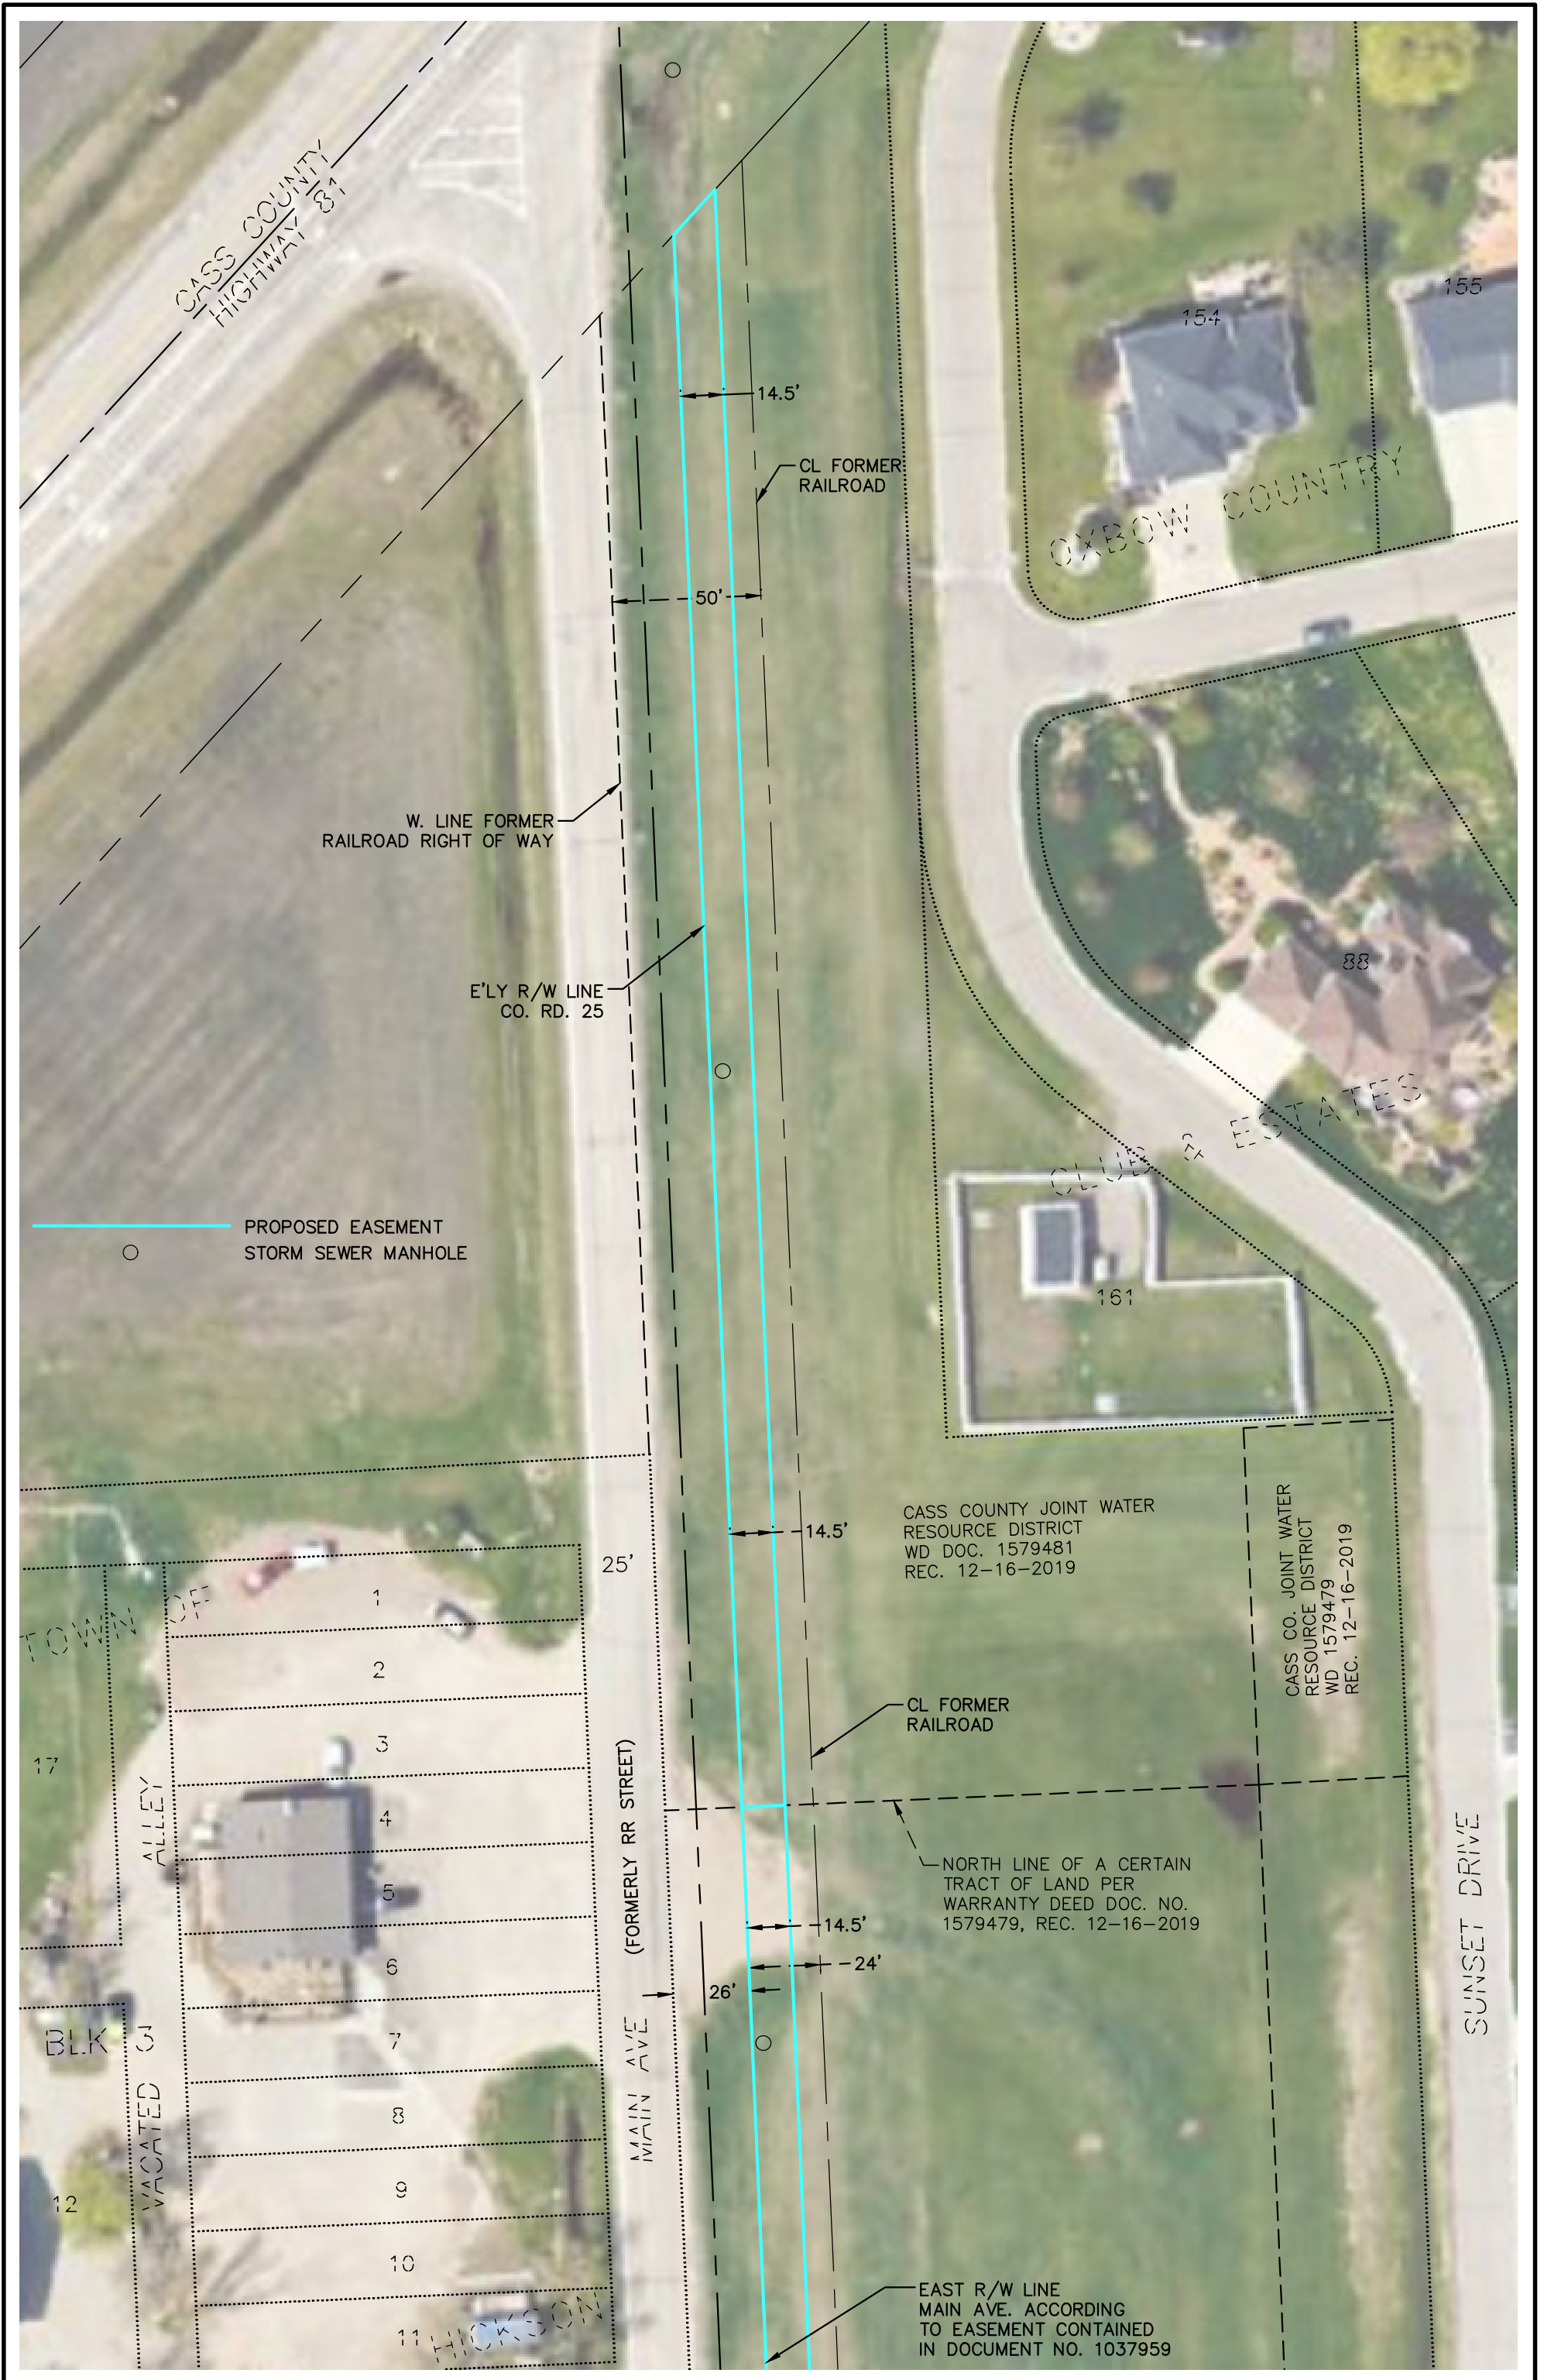 CASS COUNTY
HIGHWAY 81
155
154
14.5'
CL FORMER
RAILROAD
OXBOW COUNTRY
50'
W. LINE FORMER
RAILROAD RIGHT OF WAY
88
E'LY R/W LINE
CO. RD. 25
CLUB & ESTATES
PROPOSED EASEMENT
STORM SEWER MANHOLE
161
CASS COUNTY JOINT WATER
RESOURCE DISTRICT
WD DOC. 1579481
REC. 12-16-2019
14.5'
CASS CO. JOINT WATER
RESOURCE DISTRICT
WD 1579479
REC. 12-16-2019
25'
TOWN OF
1
2
3
4
5
6
7
8
9
10
11
17
ALLEY
VACATED
BLK 3
12
HICKSON
(FORMERLY RR STREET)
MAIN AVE
CL FORMER
RAILROAD
NORTH LINE OF A CERTAIN
TRACT OF LAND PER
WARRANTY DEED DOC. NO.
1579479, REC. 12-16-2019
14.5'
24'
26'
SUNSET DRIVE
EAST R/W LINE
MAIN AVE. ACCORDING
TO EASEMENT CONTAINED
IN DOCUMENT NO. 1037959